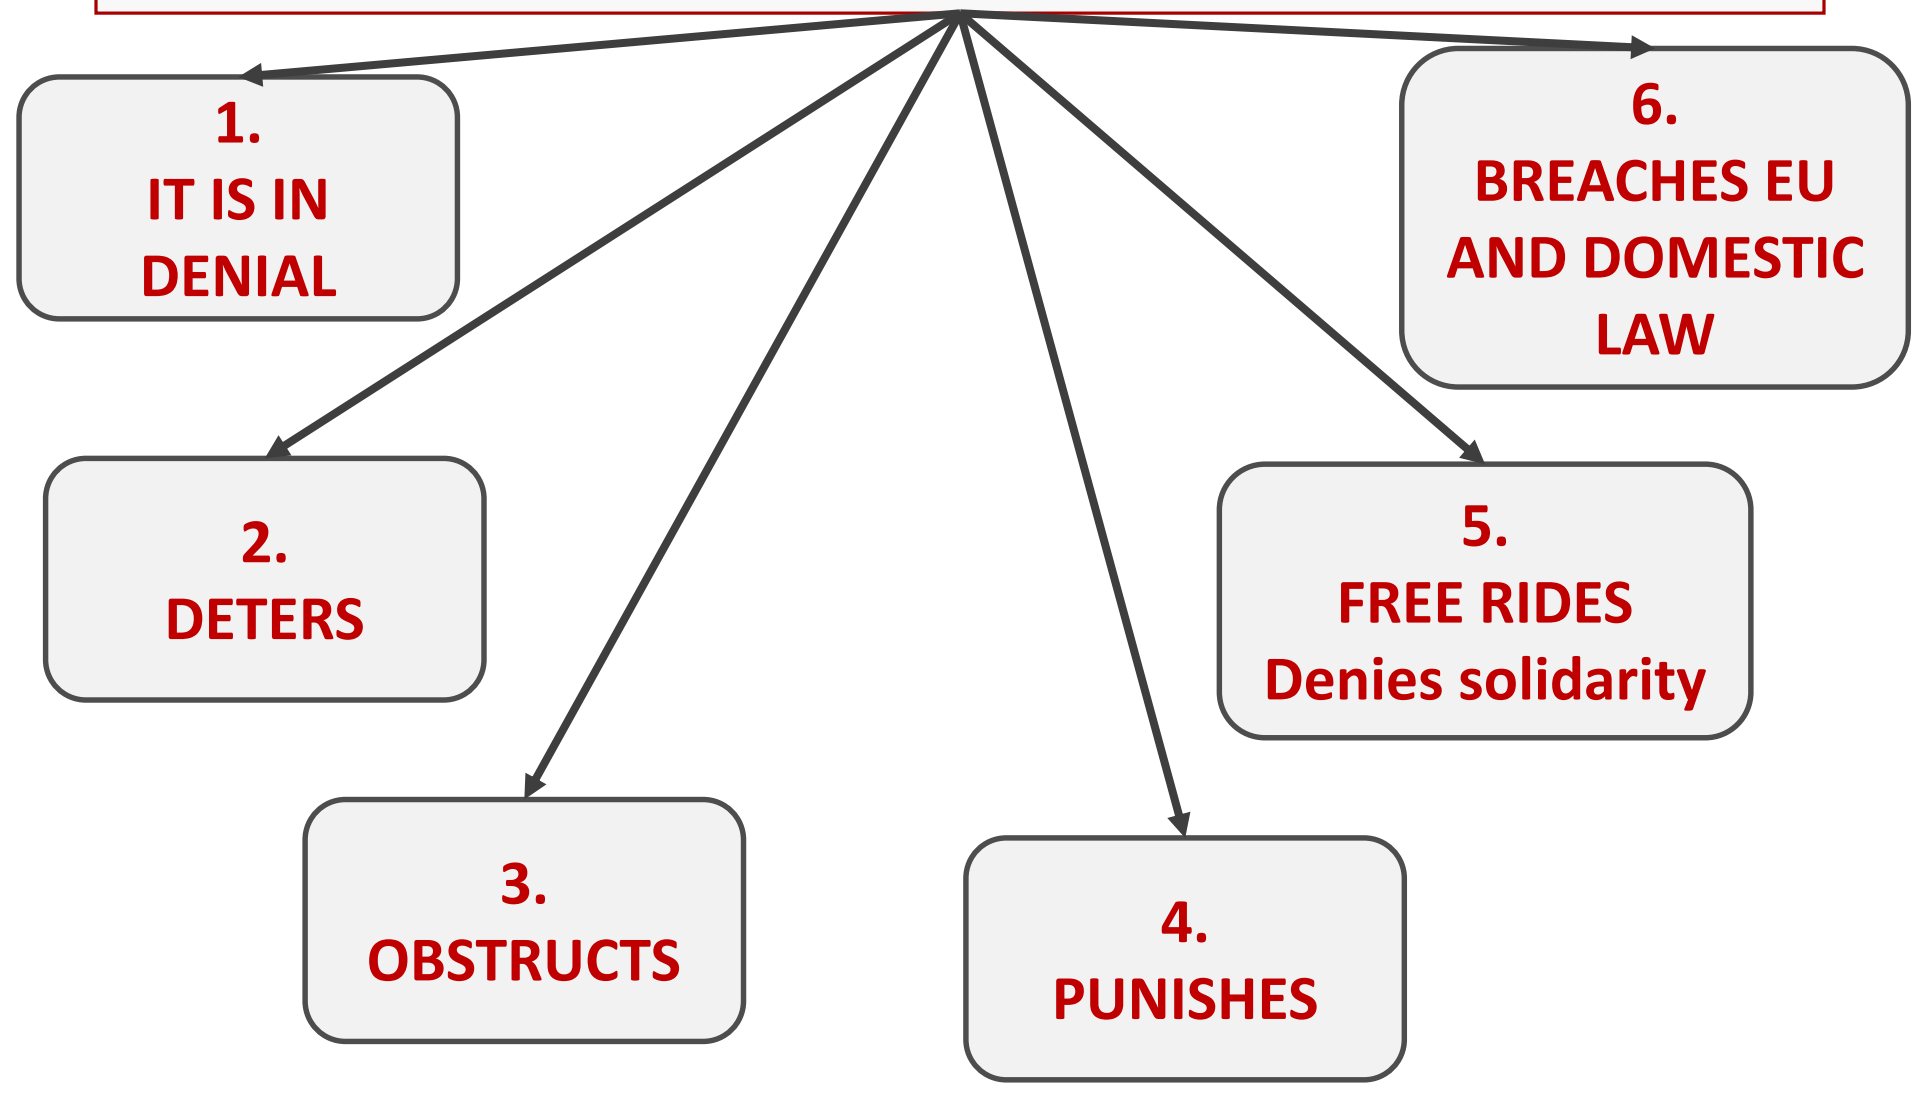 1.
IT IS IN
DENIAL
2.
DETERS
3.
OBSTRUCTS
4.
PUNISHES
5.
FREE RIDES
Denies solidarity
6.
BREACHES EU
AND DOMESTIC
LAW